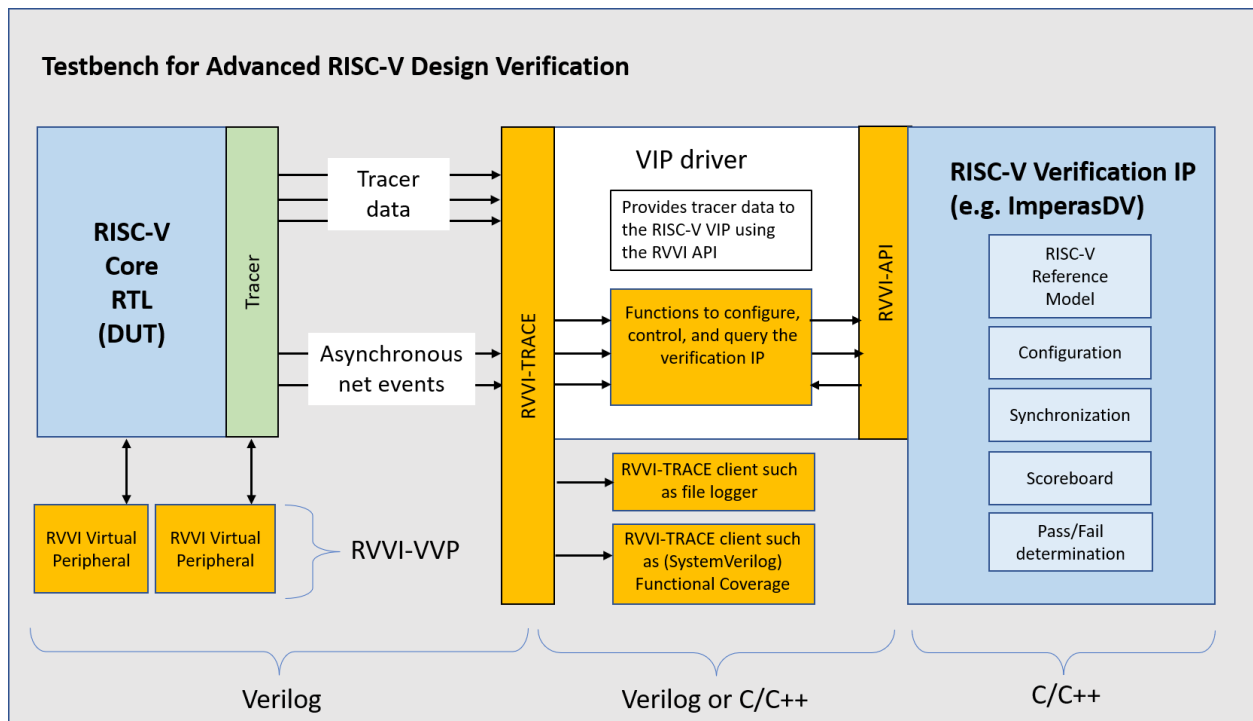 Testbench for Advanced RISC-V Design Verification
RISC-V
Core
RTL
(DUT)
Tracer
Tracer
data
Asynchronous
net events
RVVI Virtual
Peripheral
RVVI Virtual
Peripheral
RVVI-VVP
RVVI-TRACE
VIP driver
Provides tracer data to
the RISC-V VIP using
the RVVI API
Functions to configure,
control, and query the
verification IP
RVVI-TRACE client such
as file logger
RVVI-TRACE client such
as (SystemVerilog)
Functional Coverage
RVVI-API
RISC-V Verification IP
(e.g. ImperasDV)
RISC-V
Reference
Model
Configuration
Synchronization
Scoreboard
Pass/Fail
determination
Verilog
Verilog or C/C++
C/C++